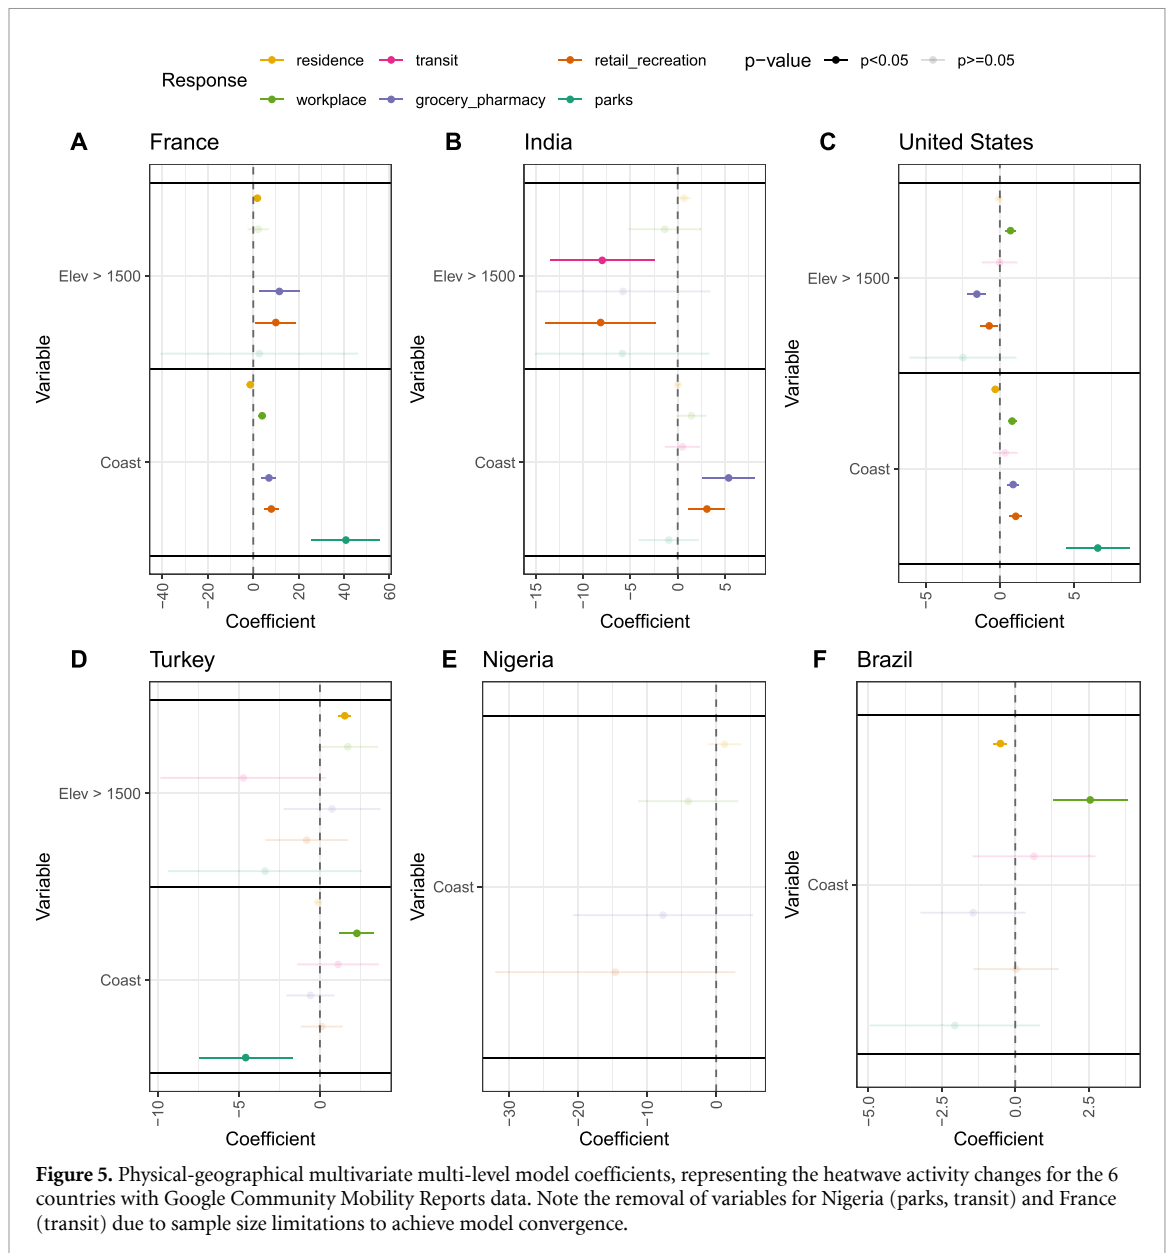 Response
residence
transit
retail_recreation
workplace
grocery_pharmacy
parks
p−value
p<0.05
p>=0.05
A France
Variable
Elev > 1500
Coast
−40
−20
0
20
40
60
Coefficient
B India
Variable
Elev > 1500
Coast
−15
−10
−5
0
5
Coefficient
C United States
Variable
Elev > 1500
Coast
−5
0
5
Coefficient
D Turkey
Variable
Elev > 1500
Coast
−10
−5
0
Coefficient
E Nigeria
Variable
Coast
−30
−20
−10
0
Coefficient
F Brazil
Variable
Coast
−5.0
−2.5
0.0
2.5
Coefficient
Figure 5. Physical-geographical multivariate multi-level model coefficients, representing the heatwave activity changes for the 6
countries with Google Community Mobility Reports data. Note the removal of variables for Nigeria (parks, transit) and France
(transit) due to sample size limitations to achieve model convergence.